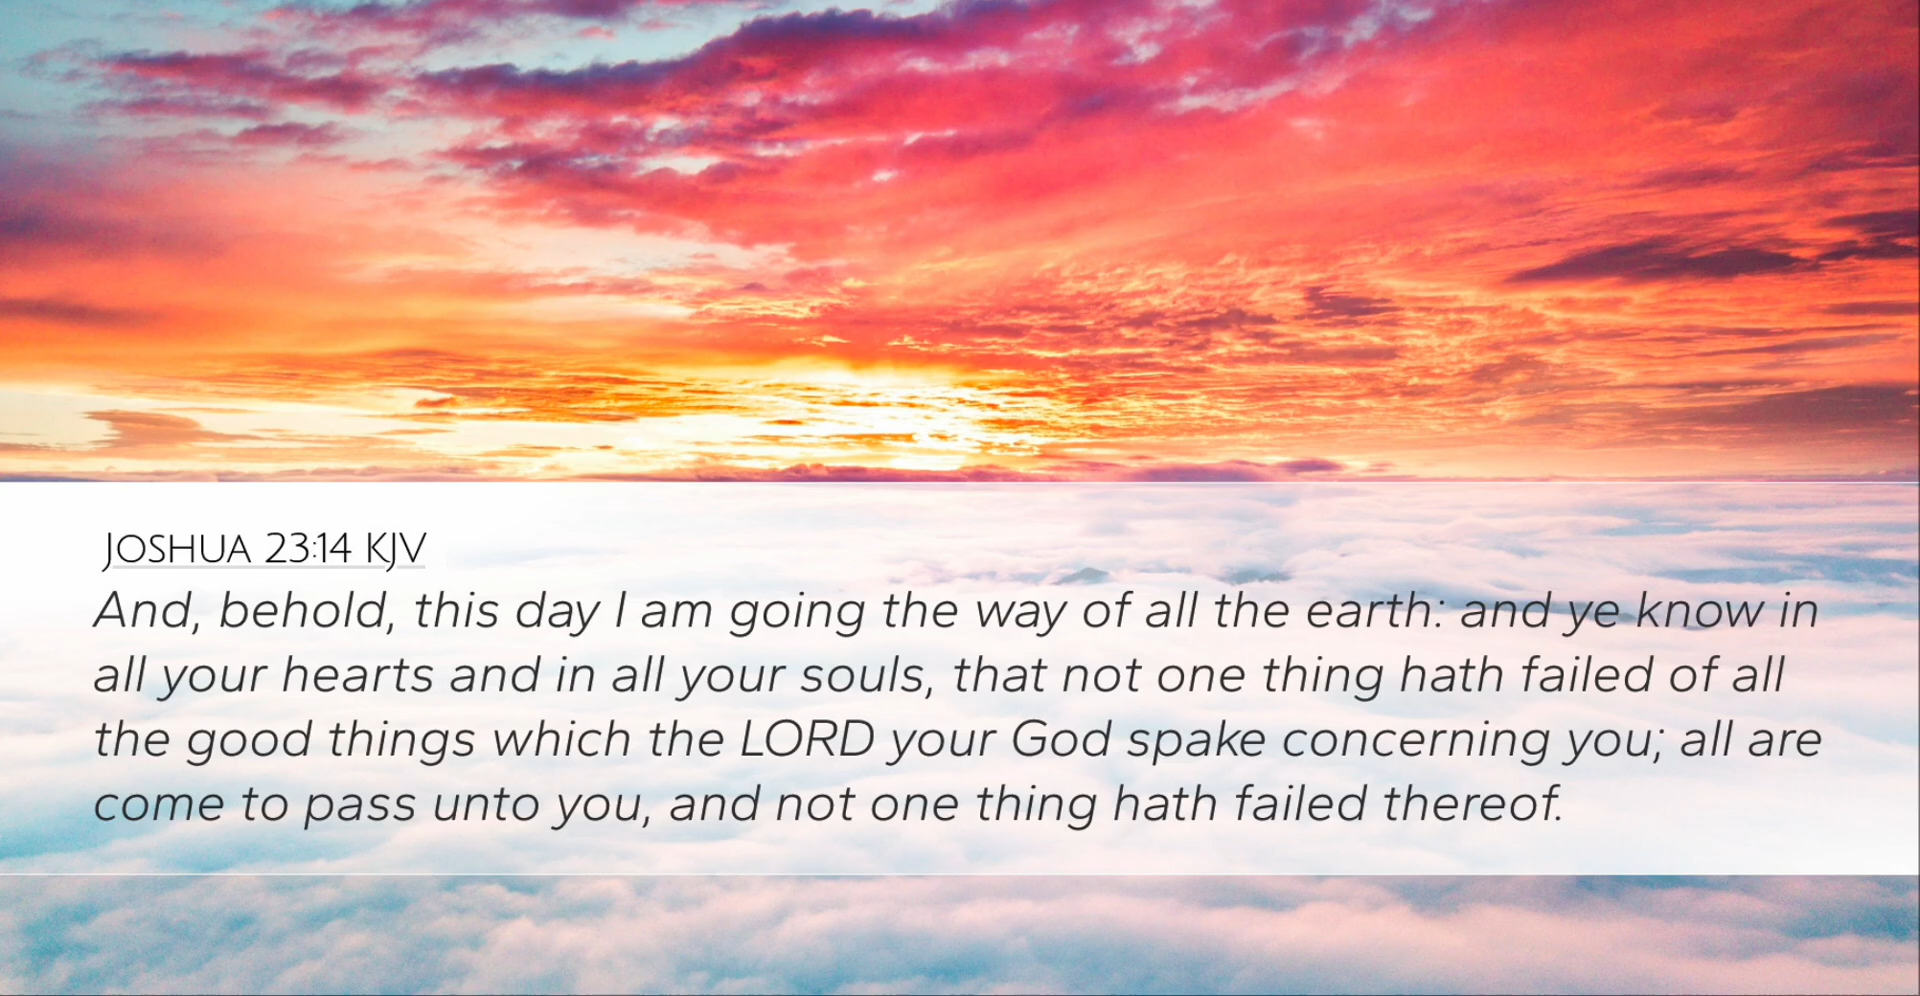 JOSHUA 23:14 KJV
And, behold, this day I am going the way of all the earth: and ye know in
all your hearts and in all your souls, that not one thing hath failed of all
the good things which the LORD your God spake concerning you; all are
come to pass unto you, and not one thing hath failed thereof.